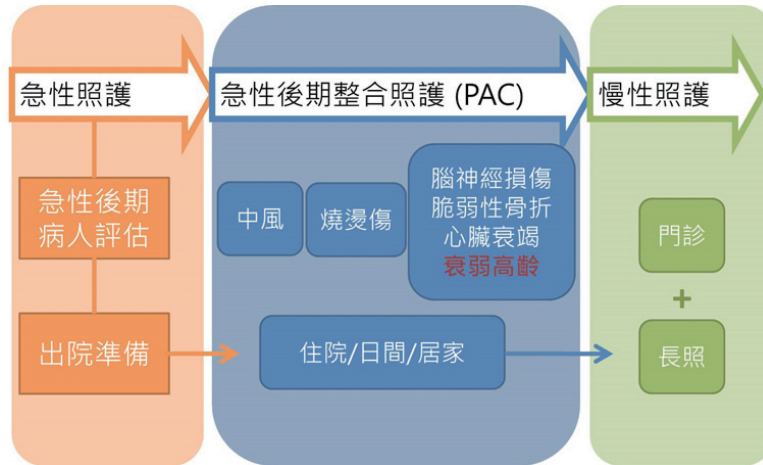 急性照護
急性後期整合照護 (PAC)
慢性照護
急性後期
病人評估
中風
燒燙傷
腦神經損傷
脆弱性骨折
心臟衰竭
衰弱高齡
門診
+
出院準備
住院/日間/居家
長照